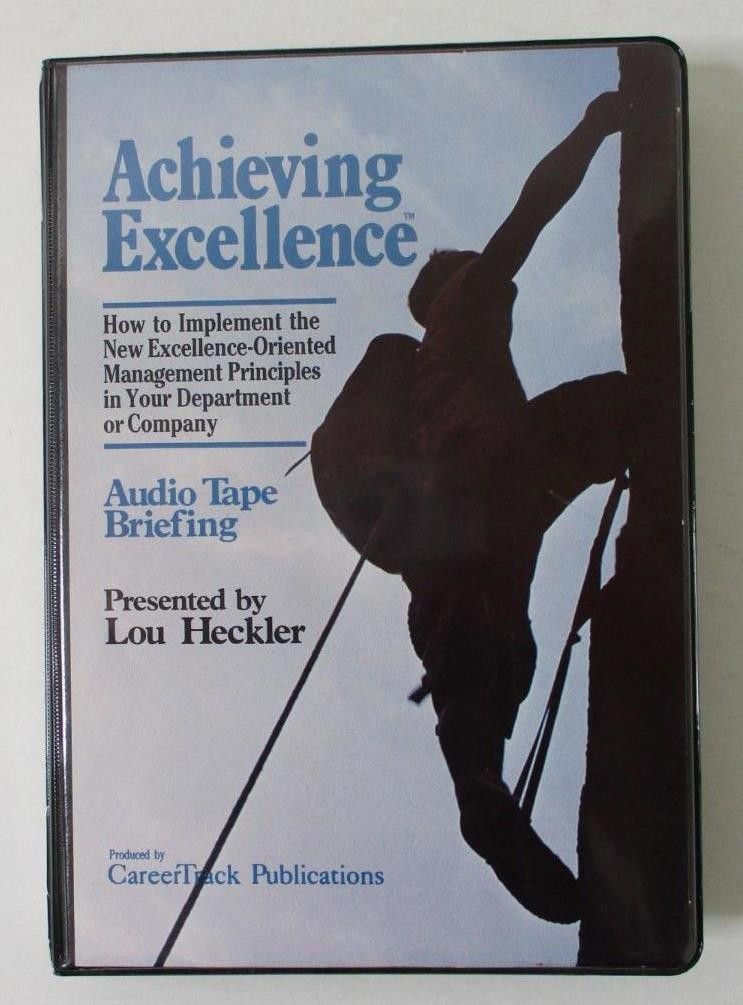 Achieving
Excellence™
How to Implement the
New Excellence-Oriented
Management Principles
in Your Department
or Company
Audio Tape
Briefing
Presented by
Lou Heckler
Produced by
CareerTrack Publications